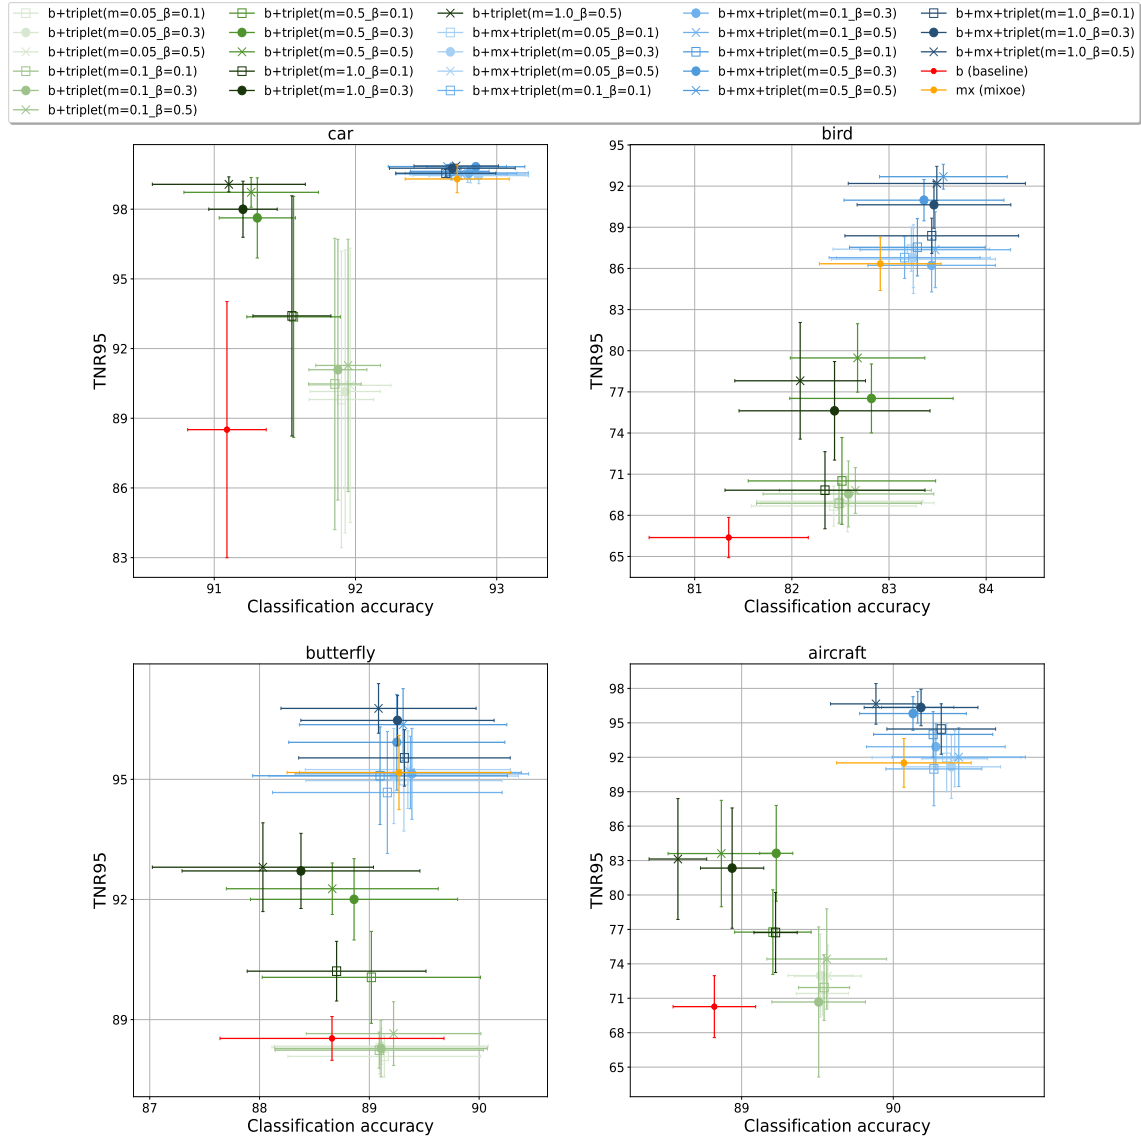 b+triplet(m=0.05_β=0.1)
b+triplet(m=0.05_β=0.3)
b+triplet(m=0.05_β=0.5)
b+triplet(m=0.1_β=0.1)
b+triplet(m=0.1_β=0.3)
b+triplet(m=0.1_β=0.5)
b+triplet(m=0.5_β=0.1)
b+triplet(m=0.5_β=0.3)
b+triplet(m=0.5_β=0.5)
b+triplet(m=1.0_β=0.1)
b+triplet(m=1.0_β=0.3)
b+triplet(m=1.0_β=0.5)
b+mx+triplet(m=0.05_β=0.1)
b+mx+triplet(m=0.05_β=0.3)
b+mx+triplet(m=0.05_β=0.5)
b+mx+triplet(m=0.1_β=0.1)
b+mx+triplet(m=0.1_β=0.3)
b+mx+triplet(m=0.1_β=0.5)
b+mx+triplet(m=0.5_β=0.1)
b+mx+triplet(m=0.5_β=0.3)
b+mx+triplet(m=0.5_β=0.5)
b+mx+triplet(m=1.0_β=0.1)
b+mx+triplet(m=1.0_β=0.3)
b+mx+triplet(m=1.0_β=0.5)
b (baseline)
mx (mixoe)
car
TNR95
98
95
92
89
86
83
91 92 93
Classification accuracy
bird
TNR95
95
92
89
86
83
80
77
74
71
68
65
81 82 83 84
Classification accuracy
butterfly
TNR95
95
92
89
87 88 89 90
Classification accuracy
aircraft
TNR95
98
95
92
89
86
83
80
77
74
71
68
65
89 90
Classification accuracy